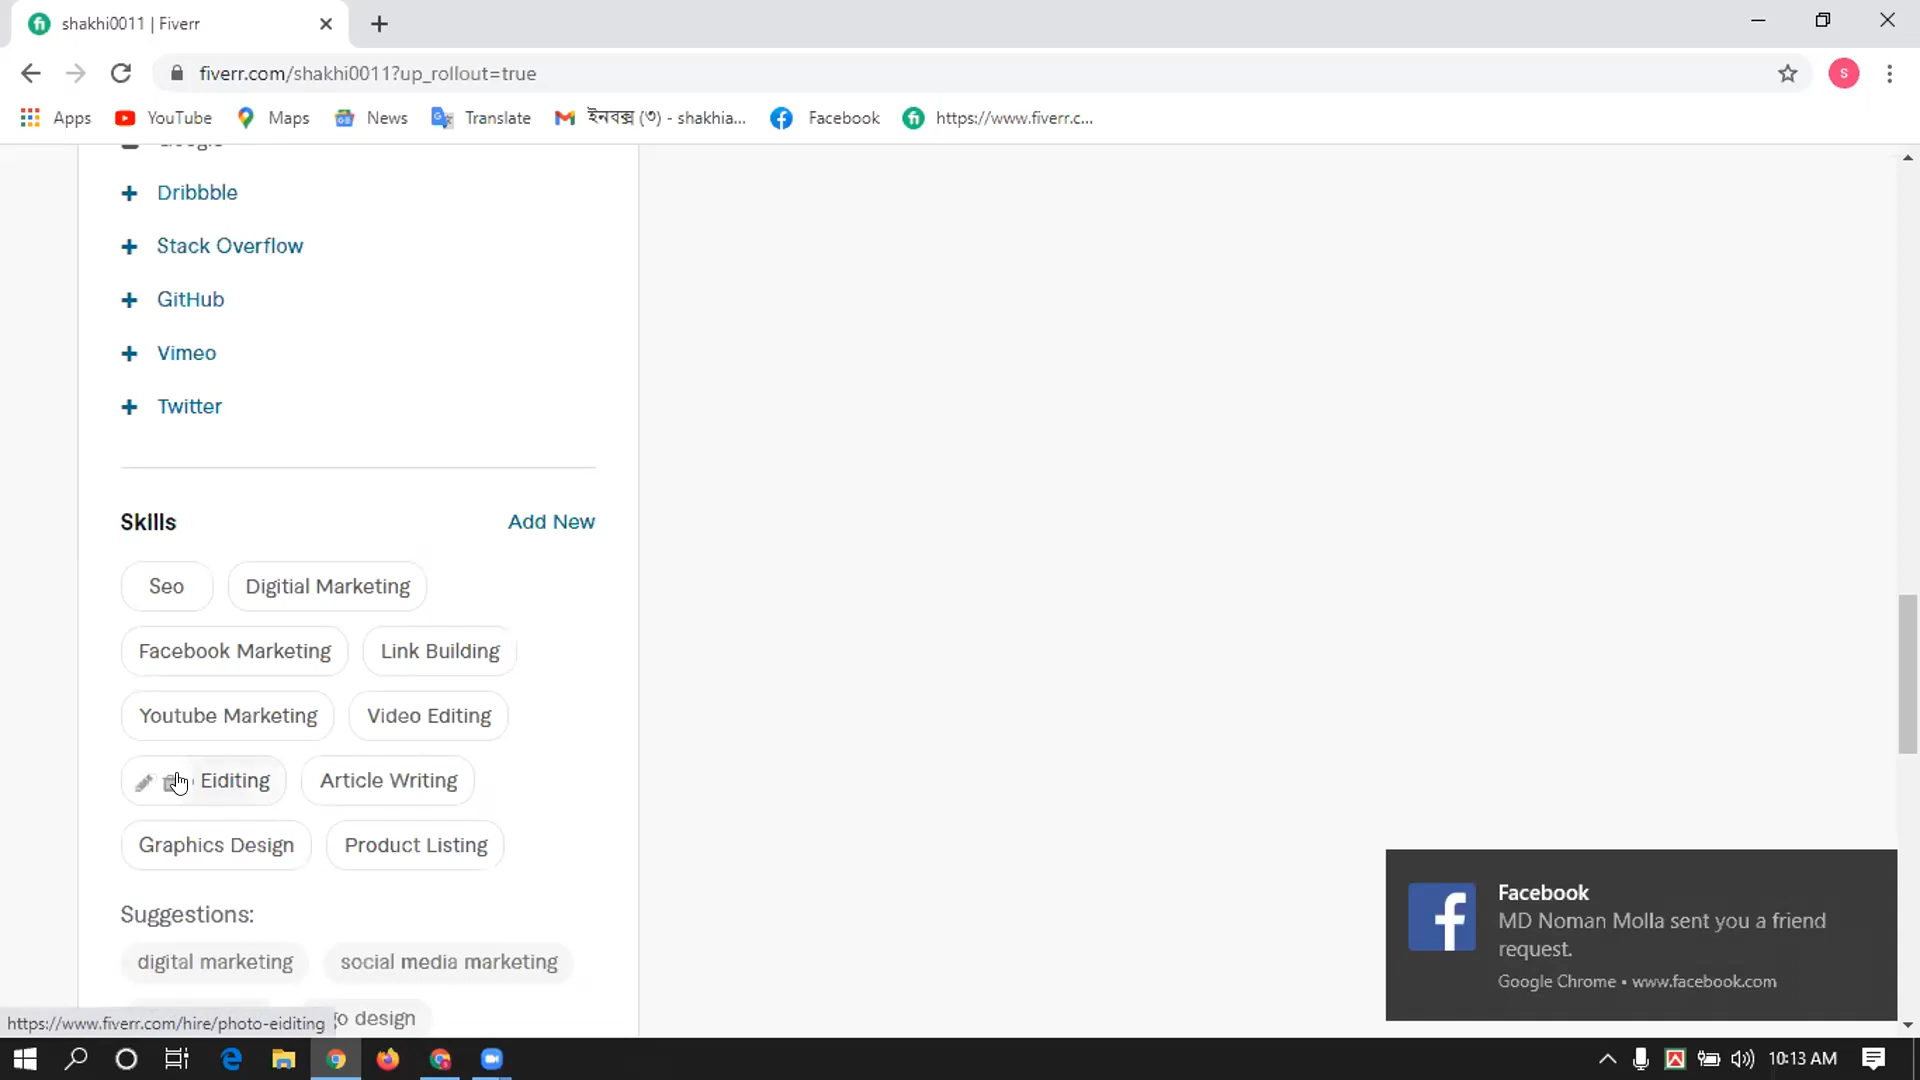 shakhi0011 | Fiverr
fiverr.com/shakhi0011?up_rollout=true
Apps YouTube Maps News Translate ইনবক্স (৩) - shakhia... Facebook https://www.fiverr.c...
Google
Dribbble
Stack Overflow
GitHub
Vimeo
Twitter
Skills Add New
Seo Digitial Marketing
Facebook Marketing Link Building
Youtube Marketing Video Editing
Eiditing Article Writing
Graphics Design Product Listing
Suggestions:
digital marketing social media marketing
go design
https://www.fiverr.com/hire/photo-eiditing
Facebook
MD Noman Molla sent you a friend
request.
Google Chrome • www.facebook.com
S
10:13 AM